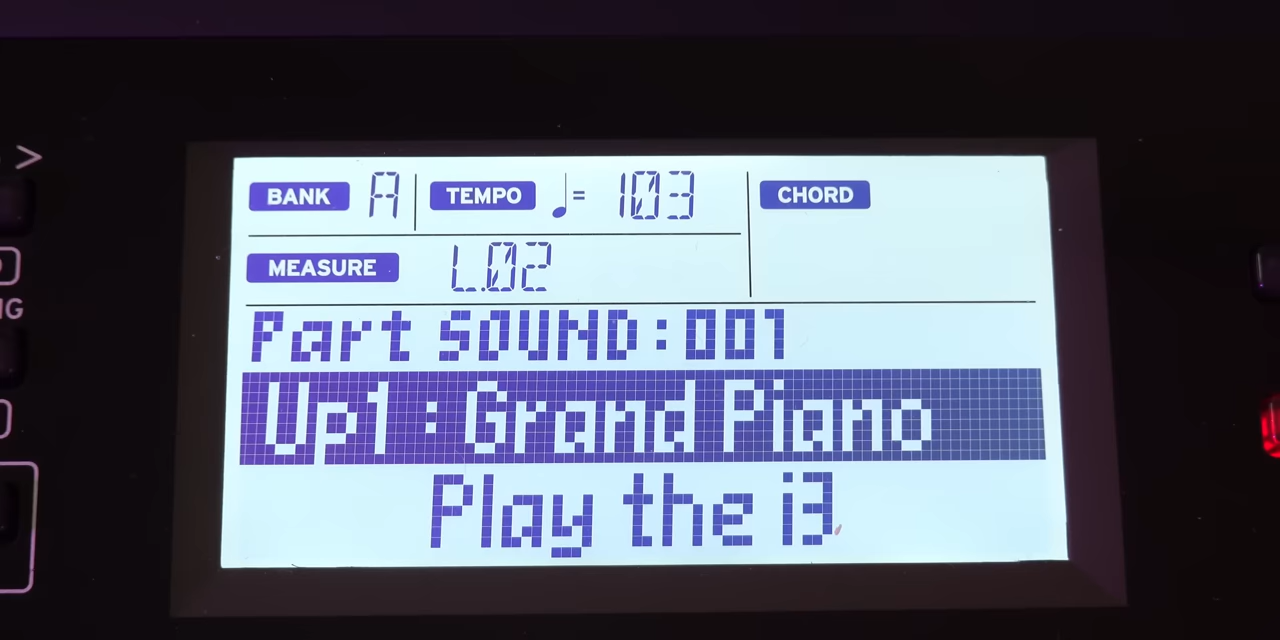 >
BANK A TEMPO ♩= 103 CHORD
MEASURE L.02
Part SOUND:001
Up1 :Grand Piano
Play the i3